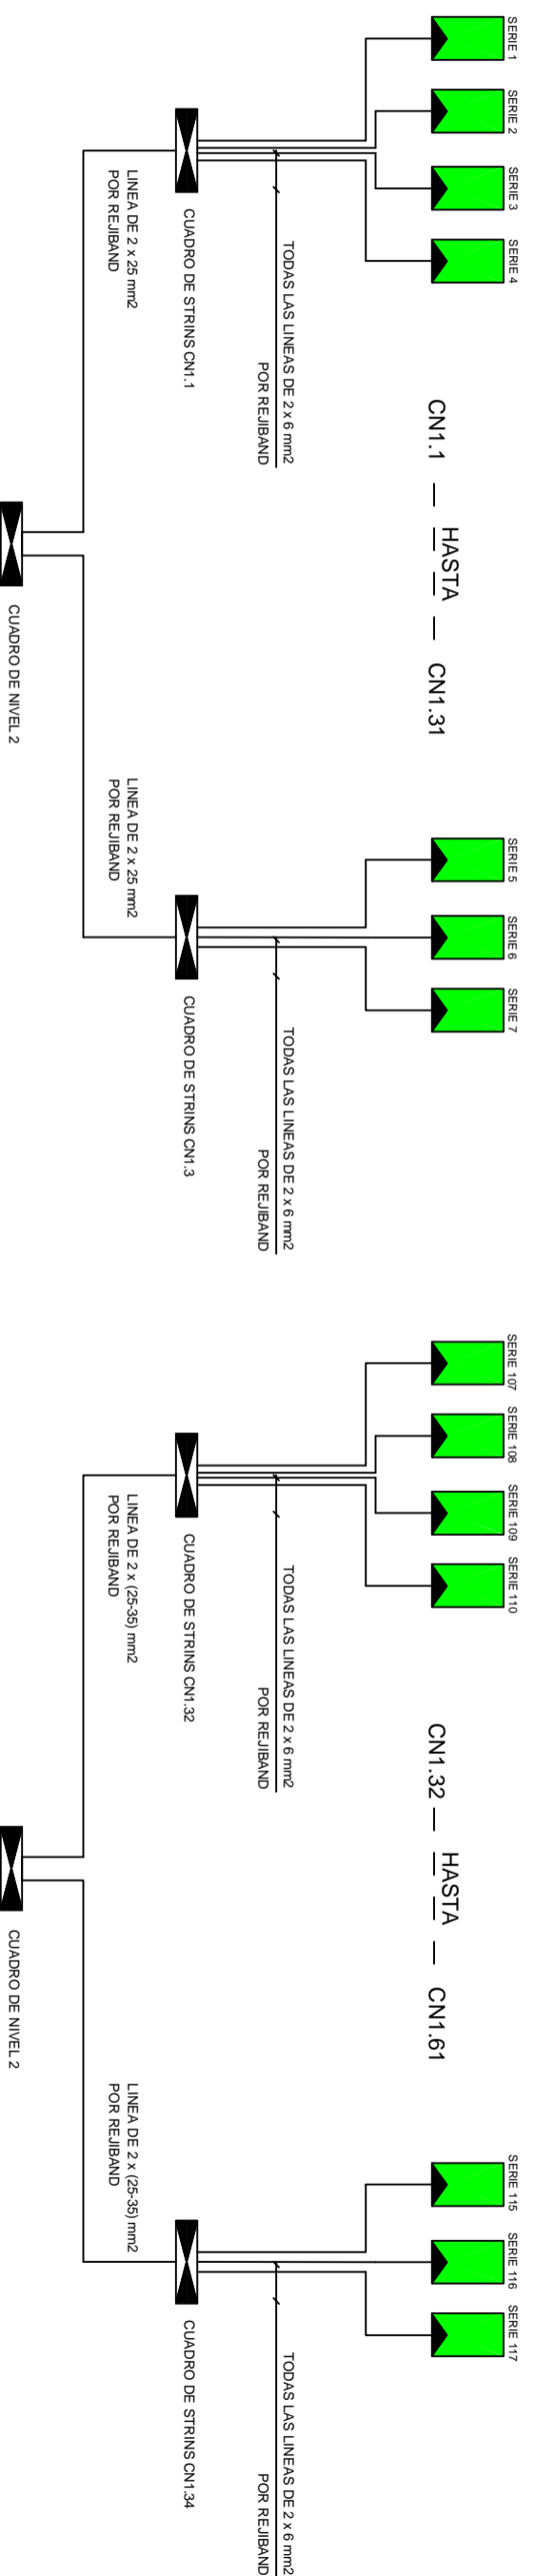 SERIE 1
SERIE 2
SERIE 3
SERIE 4
CN1.1 — — HASTA — — CN1.31
SERIE 5
SERIE 6
SERIE 7
SERIE 107
SERIE 108
SERIE 109
SERIE 110
CN1.32 — — HASTA — — CN1.61
SERIE 115
SERIE 116
SERIE 117
TODAS LAS LINEAS DE 2 x 6 mm2
POR REJIBAND
TODAS LAS LINEAS DE 2 x 6 mm2
POR REJIBAND
TODAS LAS LINEAS DE 2 x 6 mm2
POR REJIBAND
TODAS LAS LINEAS DE 2 x 6 mm2
POR REJIBAND
CUADRO DE STRINS CN1.1
CUADRO DE STRINS CN1.3
CUADRO DE STRINS CN1.32
CUADRO DE STRINS CN1.34
LINEA DE 2 x 25 mm2
POR REJIBAND
LINEA DE 2 x 25 mm2
POR REJIBAND
LINEA DE 2 x (25-35) mm2
POR REJIBAND
LINEA DE 2 x (25-35) mm2
POR REJIBAND
CUADRO DE NIVEL 2
CUADRO DE NIVEL 2